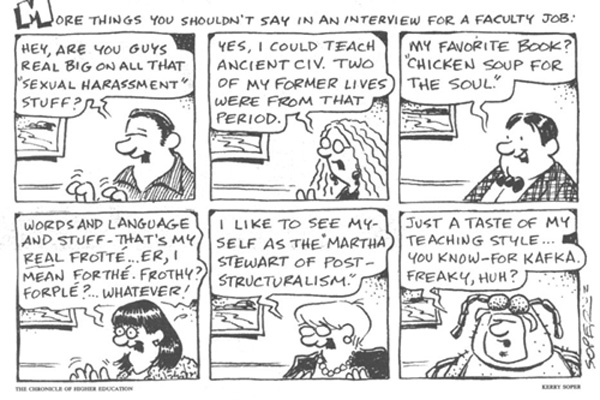 MORE THINGS YOU SHOULDN'T SAY IN AN INTERVIEW FOR A FACULTY JOB:
HEY, ARE YOU GUYS
REAL BIG ON ALL THAT
"SEXUAL HARASSMENT"
STUFF?
YES, I COULD TEACH
ANCIENT CIV. TWO
OF MY FORMER LIVES
WERE FROM THAT
PERIOD.
MY FAVORITE BOOK?
"CHICKEN SOUP FOR
THE SOUL."
WORDS AND LANGUAGE
AND STUFF-THAT'S MY
REAL FROTTE...ER, I
MEAN FORTHÉ. FROTHY?
FORPLÉ?... WHATEVER!
I LIKE TO SEE MY-
SELF AS THE "MARTHA
STEWART OF POST-
STRUCTURALISM."
JUST A TASTE OF MY
TEACHING STYLE...
YOU KNOW-FOR KAFKA.
FREAKY, HUH?
SOPER
THE CHRONICLE OF HIGHER EDUCATION
KERRY SOPER